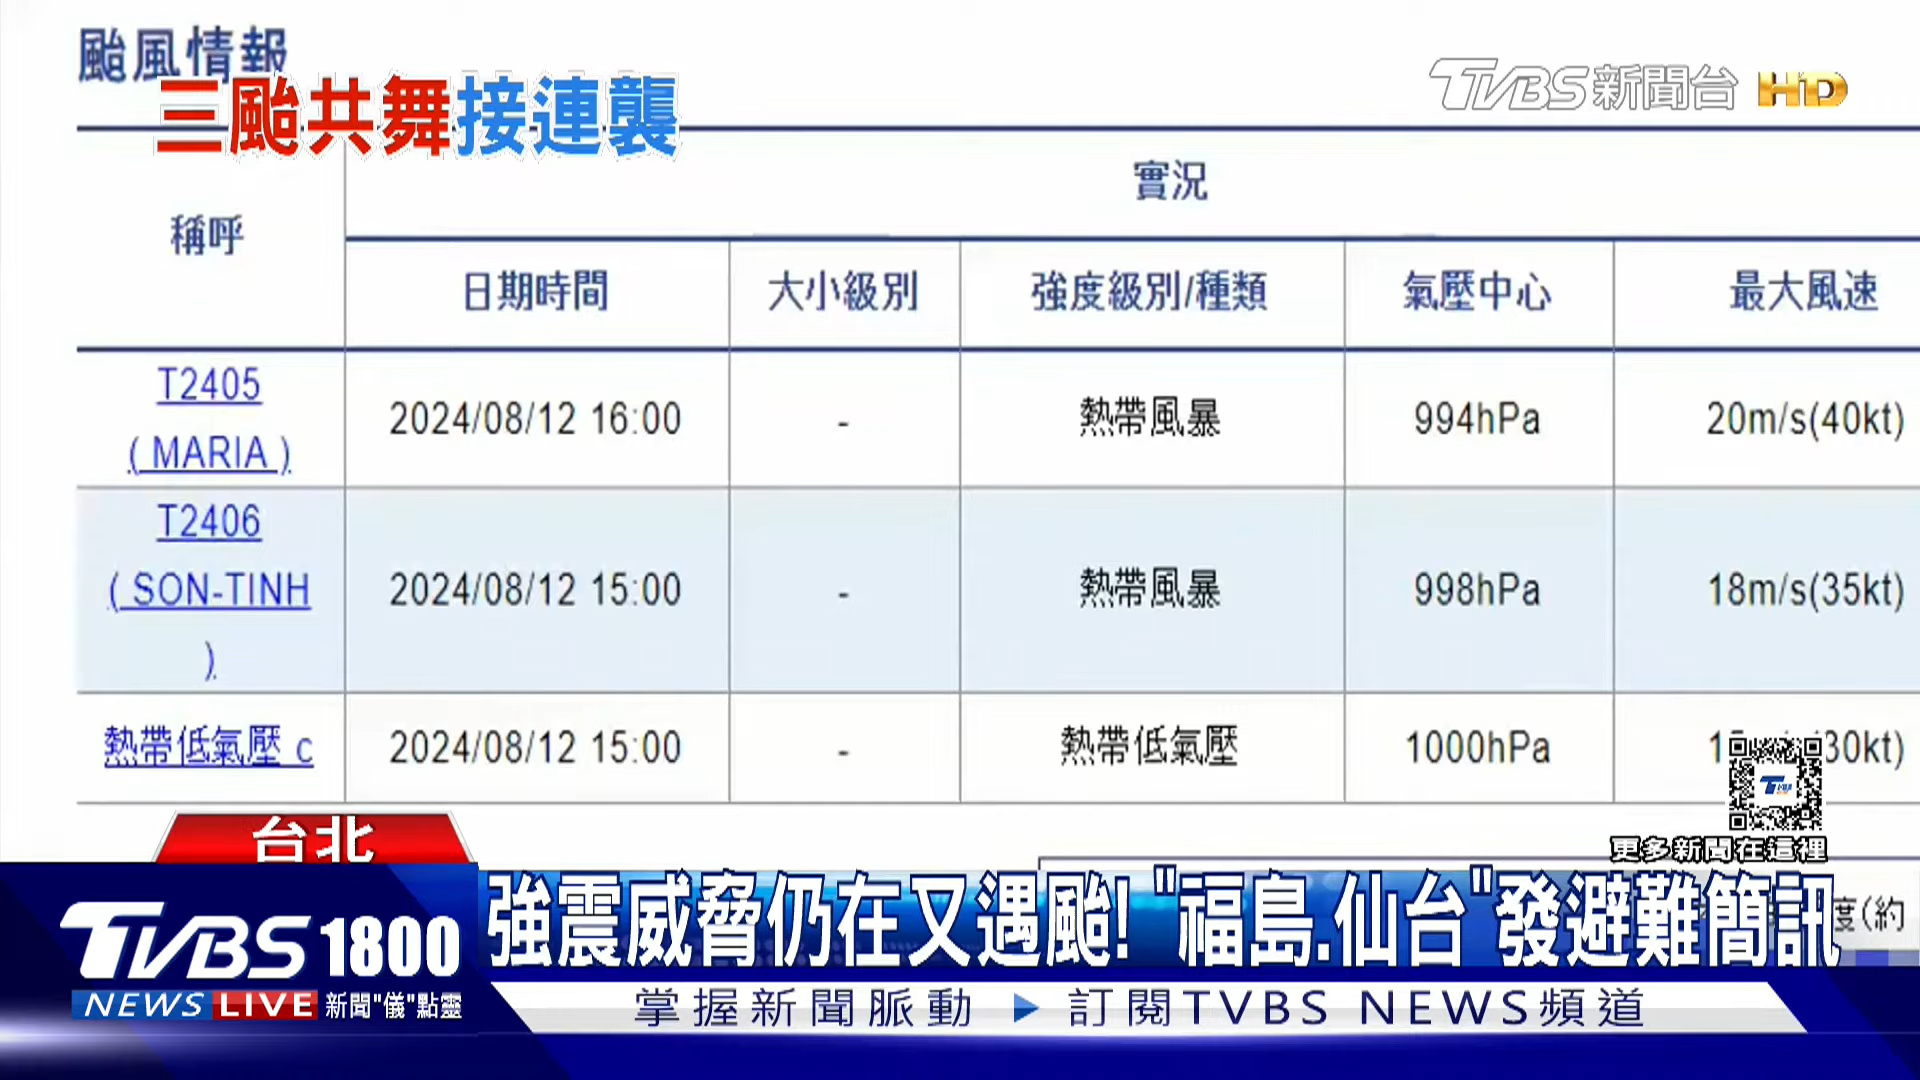 颱風情報
三颱共舞接連襲
TVBS新聞台 HD
稱呼
實況
日期時間 大小級別 強度級別/種類 氣壓中心 最大風速
T2405
( MARIA )
2024/08/12 16:00 - 熱帶風暴 994hPa 20m/s(40kt)
T2406
( SON-TINH
)
2024/08/12 15:00 - 熱帶風暴 998hPa 18m/s(35kt)
熱帶低氣壓 c 2024/08/12 15:00 - 熱帶低氣壓 1000hPa 30kt)
更多新聞在這裡
台北
強震威脅仍在又遇颱! "福島.仙台"發避難簡訊
度(約
TVBS 1800
NEWS LIVE 新聞"儀"點靈
掌握新聞脈動 ▶ 訂閱TVBS NEWS頻道